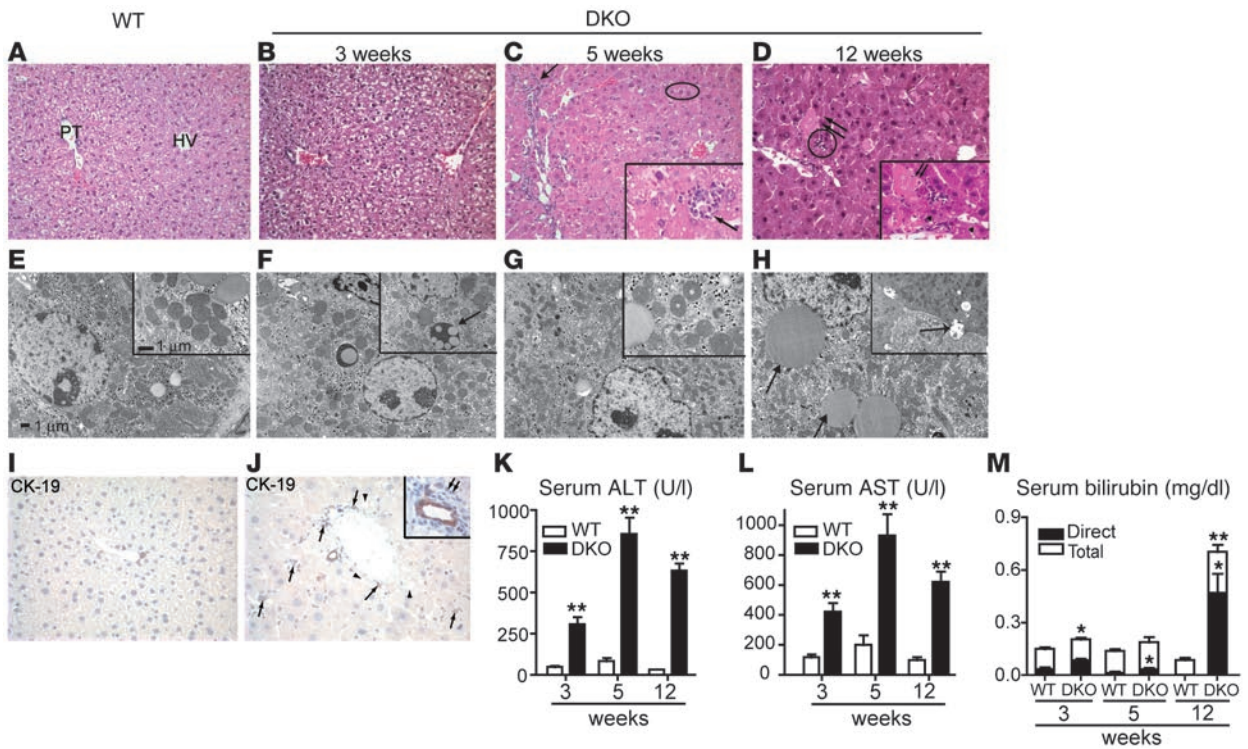 WT
DKO
A
B
3 weeks
C
5 weeks
D
12 weeks
PT
HV
E
F
G
H
1 μm
1 μm
I
J
K
L
M
CK-19
CK-19
Serum ALT (U/l)
1000
750
500
250
0
WT
DKO
**
**
**
3 5 12
weeks
Serum AST (U/l)
1000
800
600
400
200
0
WT
DKO
**
**
**
3 5 12
weeks
Serum bilirubin (mg/dl)
0.9
0.6
0.3
0.0
Direct
Total
*
*
**
*
WT DKO WT DKO WT DKO
3 5 12
weeks